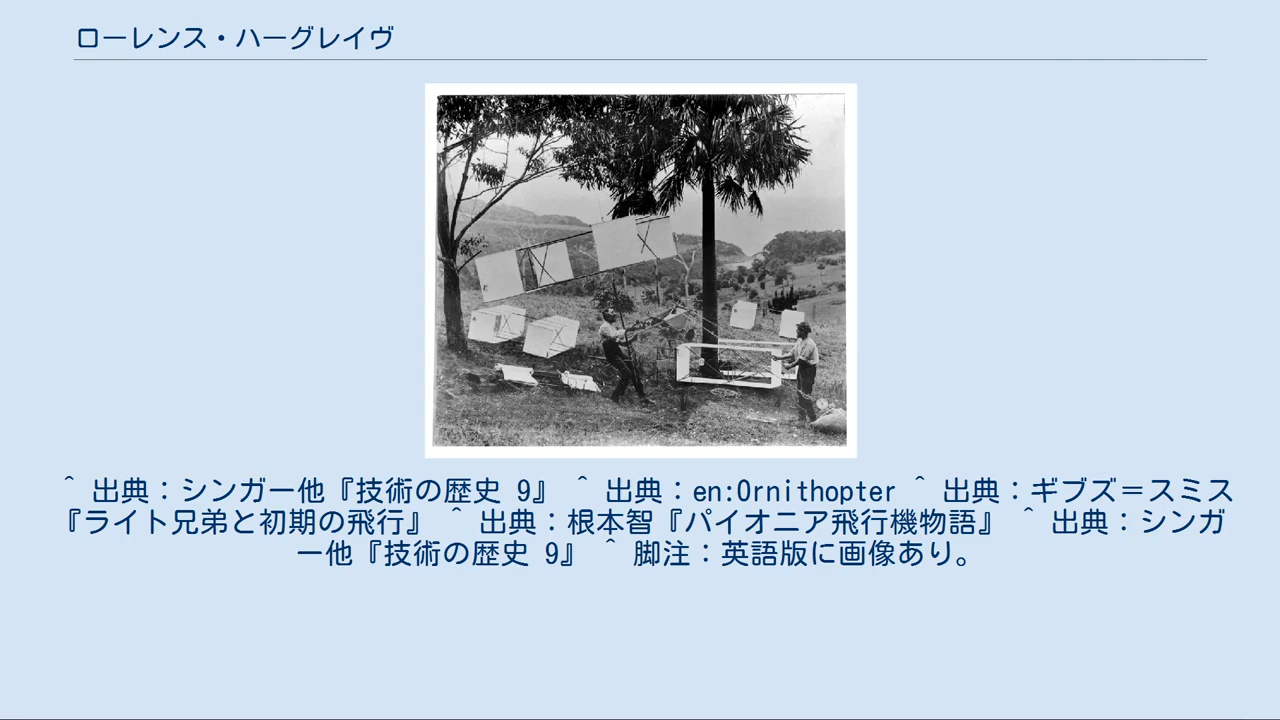 ローレンス・ハーグレイヴ
^ 出典：シンガー他『技術の歴史 9』 ^ 出典：en:Ornithopter ^ 出典：ギブズ＝スミス
『ライト兄弟と初期の飛行』 ^ 出典：根本智『パイオニア飛行機物語』 ^ 出典：シンガ
ー他『技術の歴史 9』 ^ 脚注：英語版に画像あり。